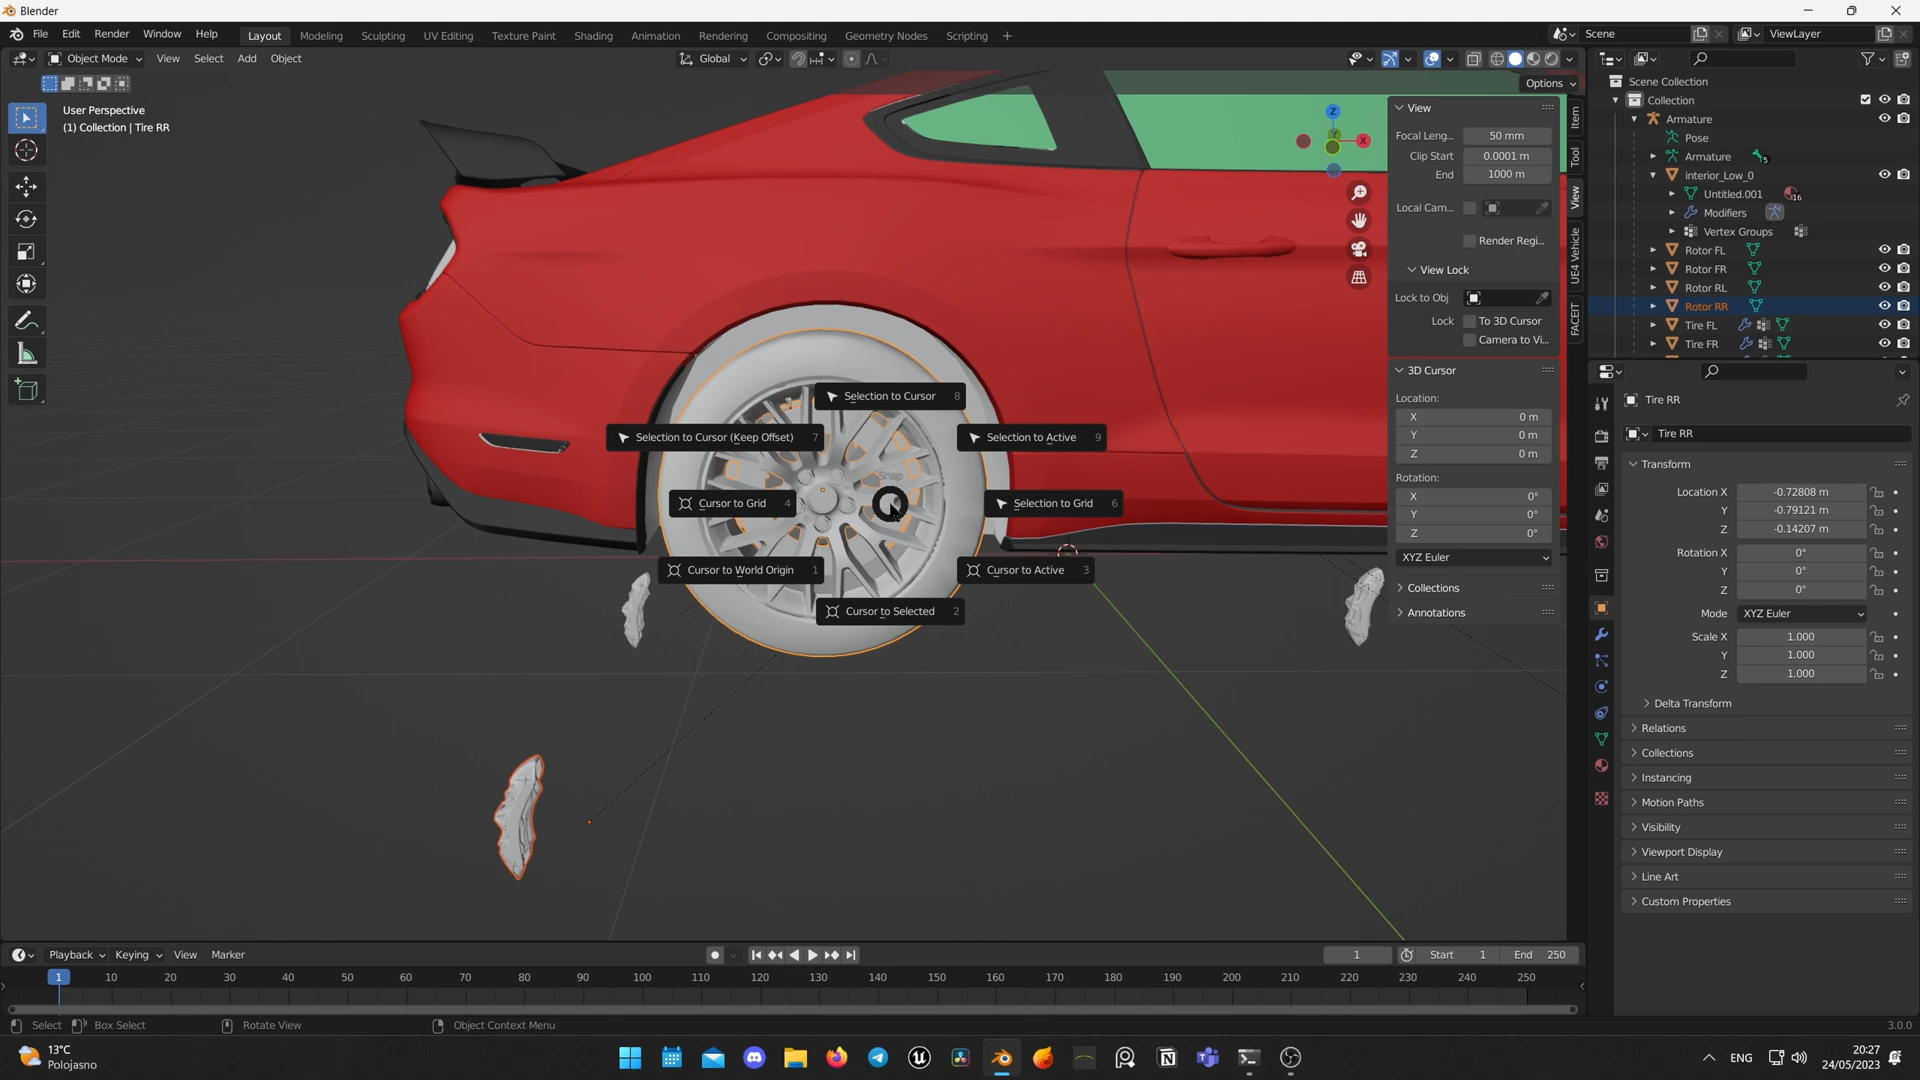 Blender
File Edit Render Window Help Layout Modeling Sculpting UV Editing Texture Paint Shading Animation Rendering Compositing Geometry Nodes Scripting + Scene ViewLayer
Object Mode View Select Add Object Global
Options
User Perspective
(1) Collection | Tire RR
Z
Y
X
View
Focal Leng... 50 mm
Clip Start 0.0001 m
End 1000 m
Local Cam...
Render Regi...
View Lock
Lock to Obj
Lock To 3D Cursor
Camera to Vi...
3D Cursor
Location:
X 0 m
Y 0 m
Z 0 m
Rotation:
X 0°
Y 0°
Z 0°
XYZ Euler
Collections
Annotations
Item
Tool
View
UE4 Vehicle
FACEIT
Snap
Selection to Cursor 8
Selection to Cursor (Keep Offset) 7
Selection to Active 9
Cursor to Grid 4
Selection to Grid 6
Cursor to World Origin 1
Cursor to Active 3
Cursor to Selected 2
Scene Collection
Collection
Armature
Pose
Armature 5
interior_Low_0
Untitled.001 16
Modifiers
Vertex Groups
Rotor FL
Rotor FR
Rotor RL
Rotor RR
Tire FL
Tire FR
Tire RR
Tire RR
Transform
Location X -0.72808 m
Y -0.79121 m
Z -0.14207 m
Rotation X 0°
Y 0°
Z 0°
Mode XYZ Euler
Scale X 1.000
Y 1.000
Z 1.000
Delta Transform
Relations
Collections
Instancing
Motion Paths
Visibility
Viewport Display
Line Art
Custom Properties
Playback Keying View Marker 1 Start 1 End 250
1 10 20 30 40 50 60 70 80 90 100 110 120 130 140 150 160 170 180 190 200 210 220 230 240 250
Select Box Select Rotate View Object Context Menu 3.0.0
13°C
Polojasno
ENG
20:27
24/05/2023